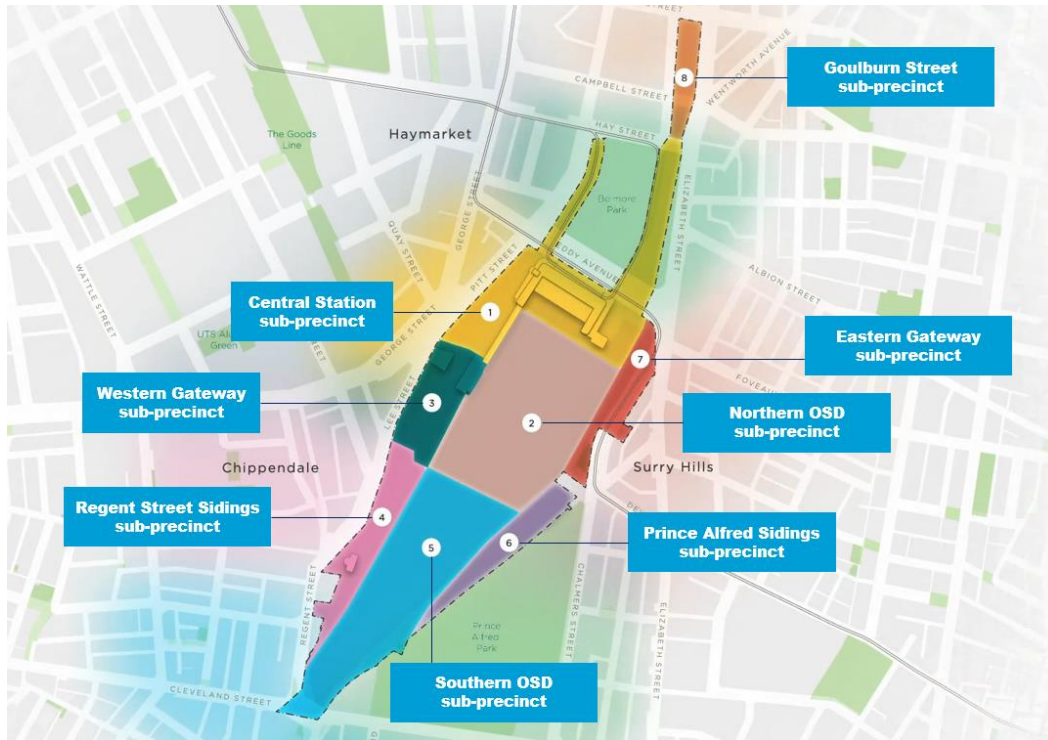 Goulburn Street
sub-precinct
8
WENTWORTH AVENUE
CAMPBELL STREET
HAY STREET
The Goods
Line
Haymarket
Park
ELIZABETH STREET
QUAY STREET
GEORGE STREET
PITT STREET
EDDY AVENUE
ALBION STREET
WATTLE STREET
Central Station
sub-precinct
1
GEORGE STREET
UTS
Green
Eastern Gateway
sub-precinct
7
Western Gateway
sub-precinct
3
LEE STREET
Northern OSD
sub-precinct
2
Chippendale
Surry Hills
Regent Street Sidings
sub-precinct
4
5
6
Prince Alfred Sidings
sub-precinct
REGENT STREET
CHALMERS STREET
ELIZABETH STREET
Prince
Alfred
Park
Southern OSD
sub-precinct
CLEVELAND STREET